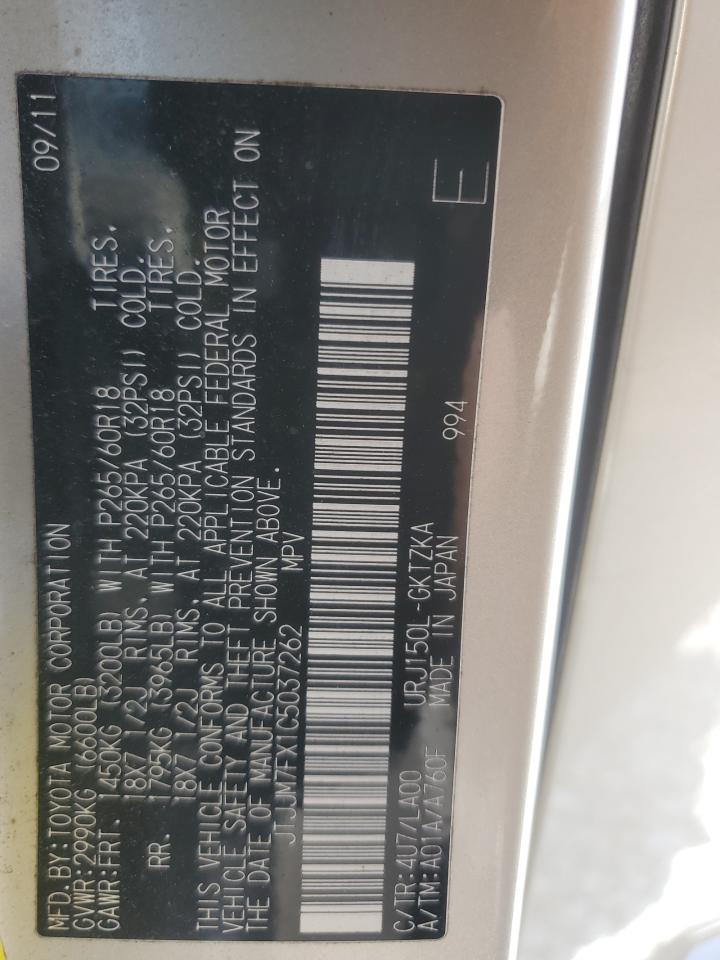 MFD.BY:TOYOTA MOTOR CORPORATION 09/11
GVWR:2990KG (6600LB)
GAWR:FRT. 1450KG (3200LB) WITH P265/60R18 TIRES.
18X7 1/2J RIMS. AT 220KPA (32PSI) COLD.
RR. 1795KG (3965LB) WITH P265/60R18 TIRES.
18X7 1/2J RIMS. AT 220KPA (32PSI) COLD.
THIS VEHICLE CONFORMS TO ALL APPLICABLE FEDERAL MOTOR
VEHICLE SAFETY AND THEFT PREVENTION STANDARDS IN EFFECT ON
THE DATE OF MANUFACTURE SHOWN ABOVE.
JTJJM7FX1C5037262 MPV
C/TR:4U7/LA00 URJ150L-GKTZKA
A/TM:A01A/A760F MADE IN JAPAN 994 E